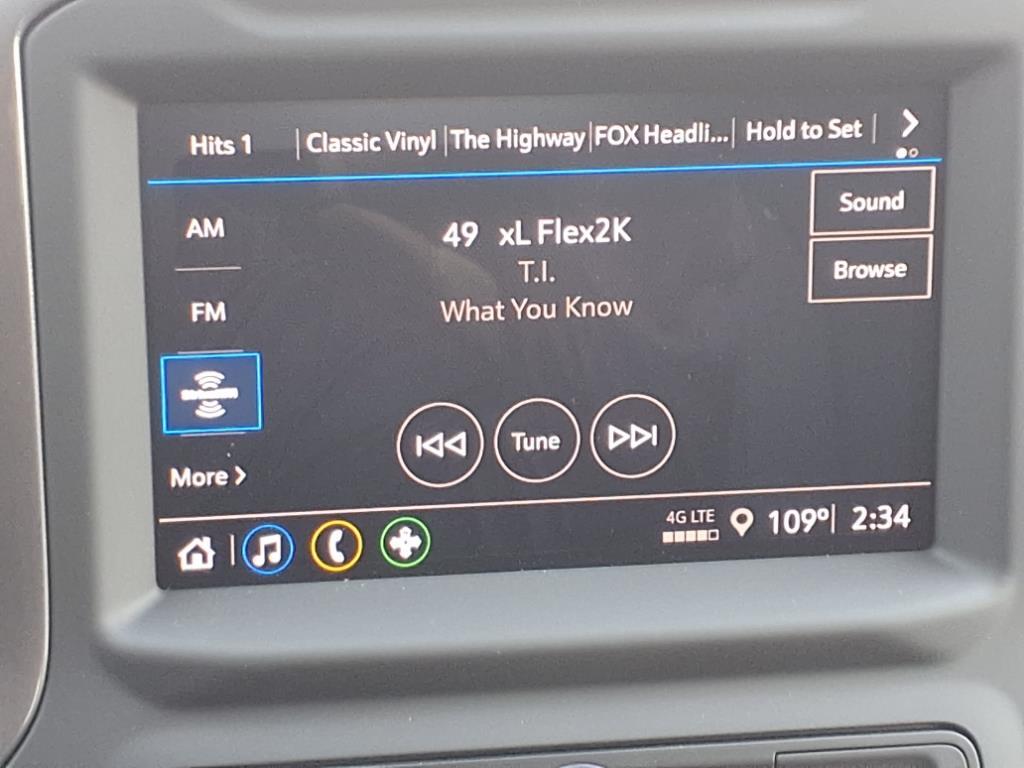 Hits 1 Classic Vinyl The Highway FOX Headli... Hold to Set
AM
FM
More
49 xL Flex2K
T.I.
What You Know
Sound
Browse
Tune
4G LTE
109° 2:34